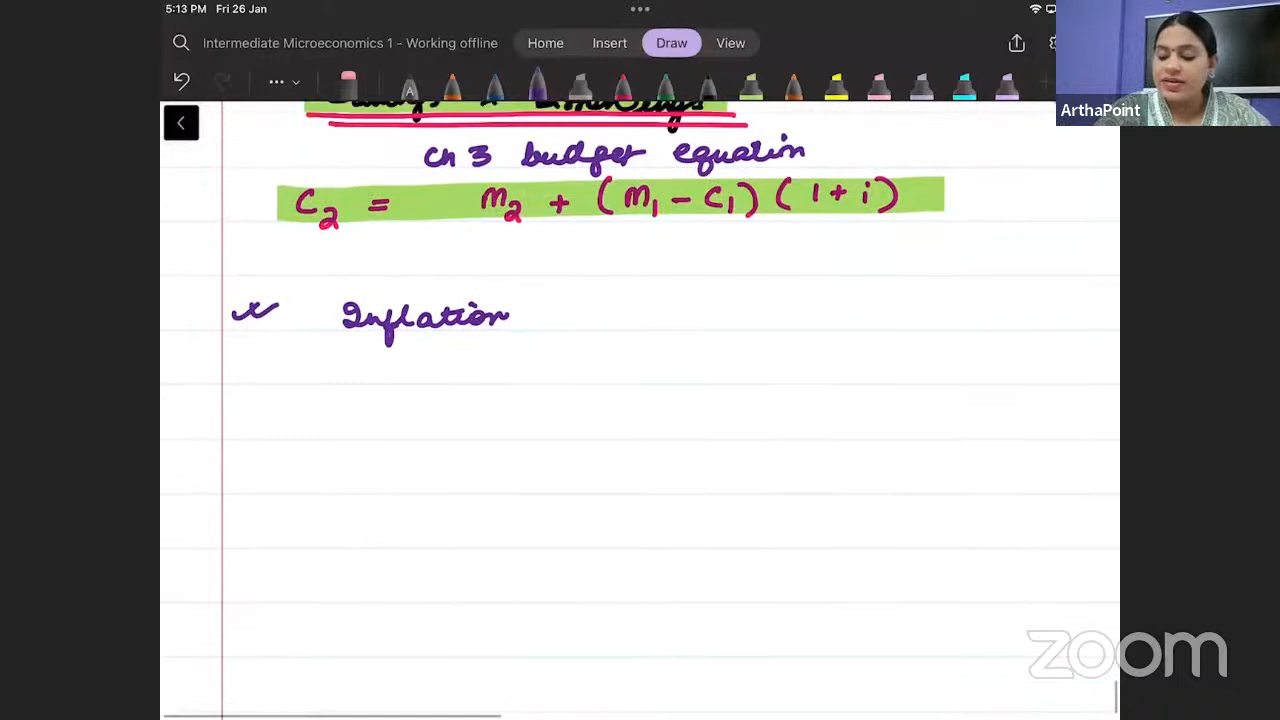 5:13 PM Fri 26 Jan
Intermediate Microeconomics 1 - Working offline
Home Insert Draw View
A
ArthaPoint
Ch 3 budget equation
C₂ = m₂ + (m₁ - C₁) (1 + i)
Inflation
zoom